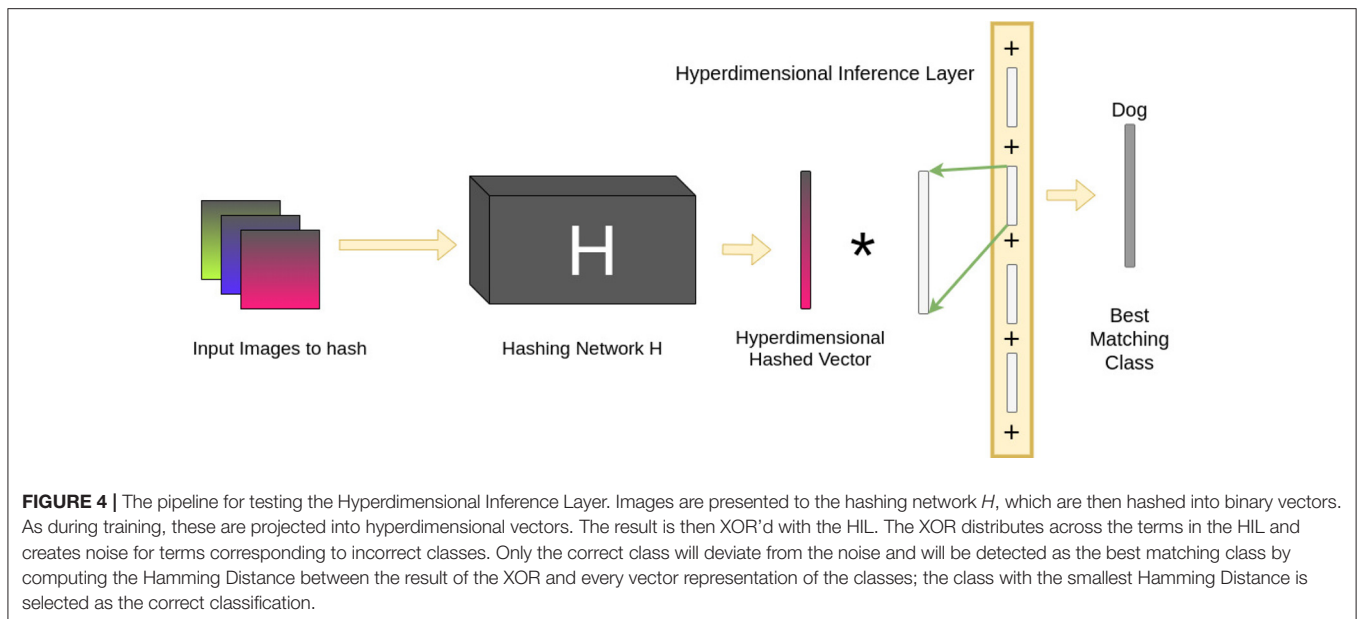 Hyperdimensional Inference Layer
+
+
+
+
+
Dog
H
*
Input Images to hash
Hashing Network H
Hyperdimensional
Hashed Vector
Best
Matching
Class
FIGURE 4 | The pipeline for testing the Hyperdimensional Inference Layer. Images are presented to the hashing network H, which are then hashed into binary vectors.
As during training, these are projected into hyperdimensional vectors. The result is then XOR'd with the HIL. The XOR distributes across the terms in the HIL and
creates noise for terms corresponding to incorrect classes. Only the correct class will deviate from the noise and will be detected as the best matching class by
computing the Hamming Distance between the result of the XOR and every vector representation of the classes; the class with the smallest Hamming Distance is
selected as the correct classification.